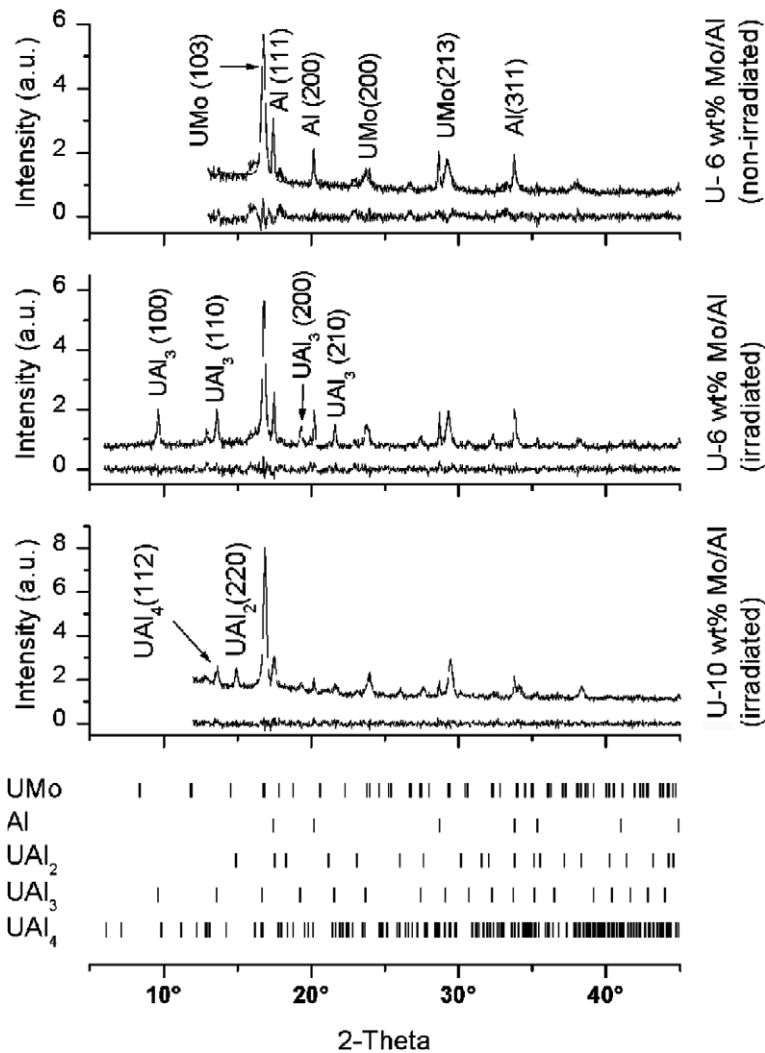 6
4
2
0
Intensity (a.u.)
UMo (103)
Al (111)
Al (200)
UMo(200)
UMo(213)
Al(311)
U- 6 wt% Mo/Al
(non-irradiated)
6
4
2
0
Intensity (a.u.)
UAl₃ (100)
UAl₃ (110)
UAl₃ (200)
UAl₃ (210)
U-6 wt% Mo/Al
(irradiated)
8
6
4
2
0
Intensity (a.u.)
UAl₄(112)
UAl₂(220)
U-10 wt% Mo/Al
(irradiated)
UMo
Al
UAl₂
UAl₃
UAl₄
10° 20° 30° 40°
2-Theta